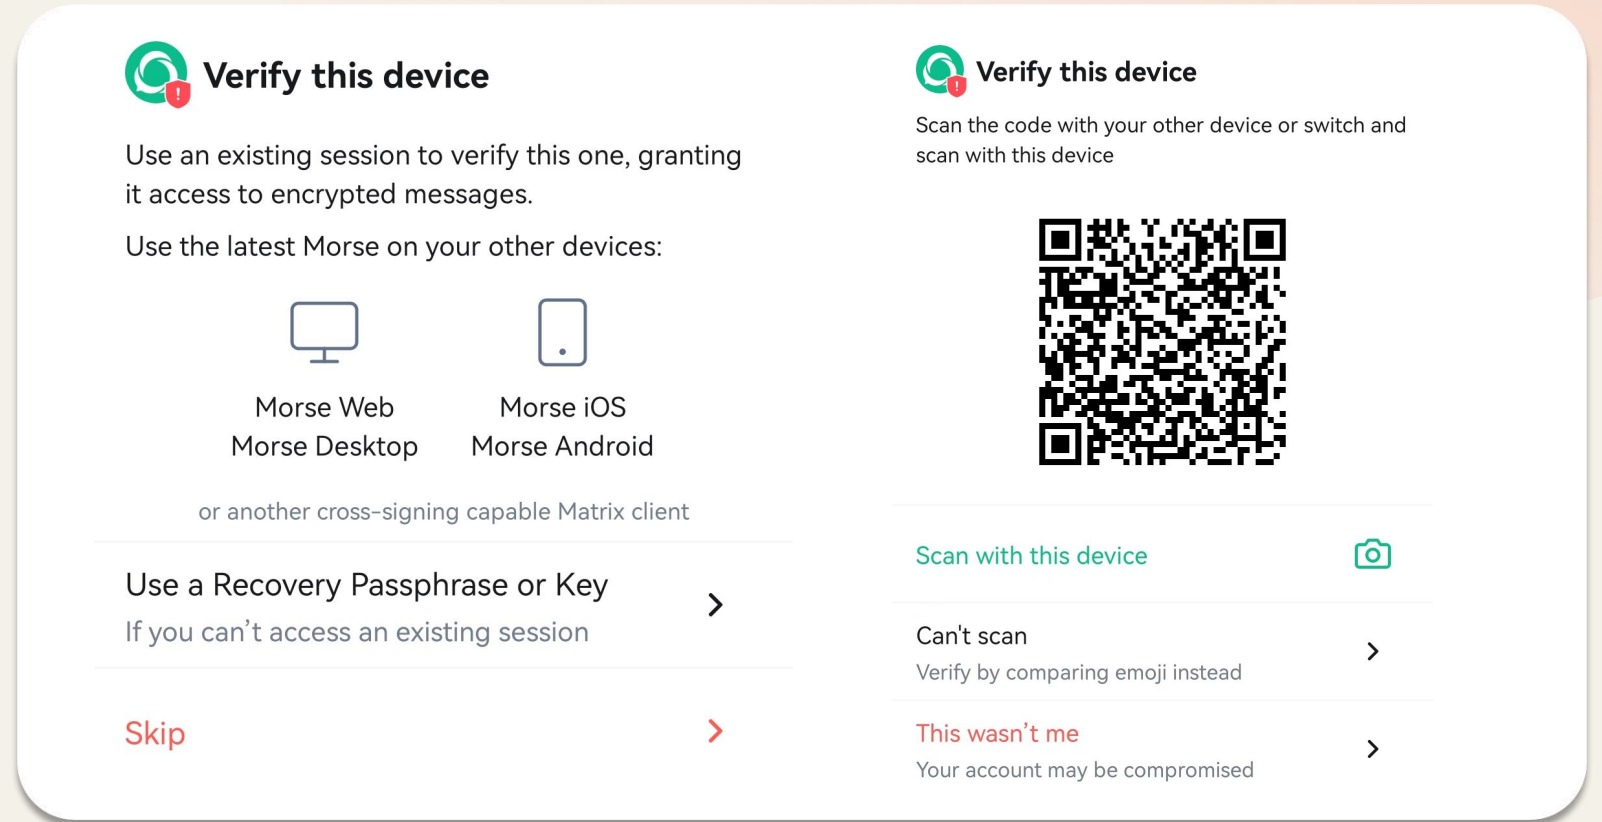 Verify this device
Use an existing session to verify this one, granting
it access to encrypted messages.
Use the latest Morse on your other devices:
Morse Web
Morse Desktop
Morse iOS
Morse Android
or another cross-signing capable Matrix client
Use a Recovery Passphrase or Key
If you can’t access an existing session
Skip
Verify this device
Scan the code with your other device or switch and
scan with this device
Scan with this device
Can't scan
Verify by comparing emoji instead
This wasn’t me
Your account may be compromised